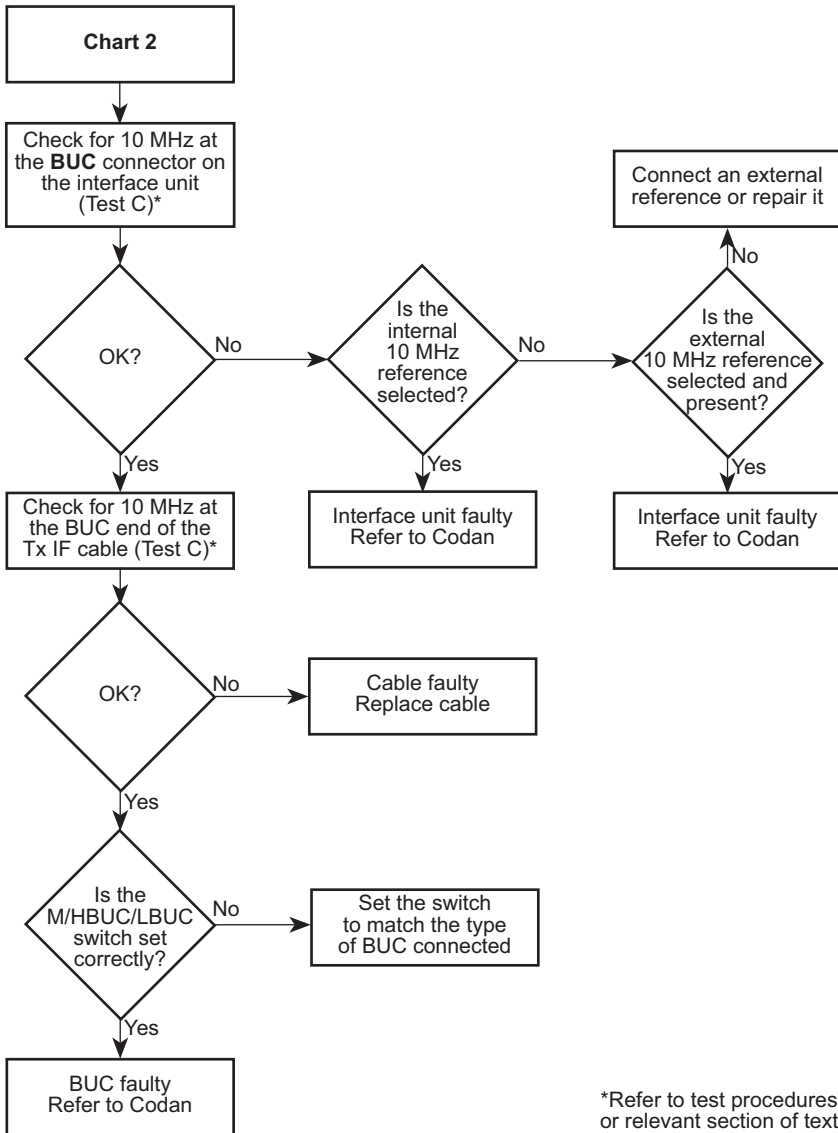 Chart 2
Check for 10 MHz at
the BUC connector on
the interface unit
(Test C)*
OK?
No
Is the
internal
10 MHz
reference
selected?
No
Is the
external
10 MHz reference
selected and
present?
No
Connect an external
reference or repair it
Yes
Interface unit faulty
Refer to Codan
Yes
Interface unit faulty
Refer to Codan
Yes
Check for 10 MHz at
the BUC end of the
Tx IF cable (Test C)*
OK?
No
Cable faulty
Replace cable
Yes
Is the
M/HBUC/LBUC
switch set
correctly?
No
Set the switch
to match the type
of BUC connected
Yes
BUC faulty
Refer to Codan
*Refer to test procedures
or relevant section of text